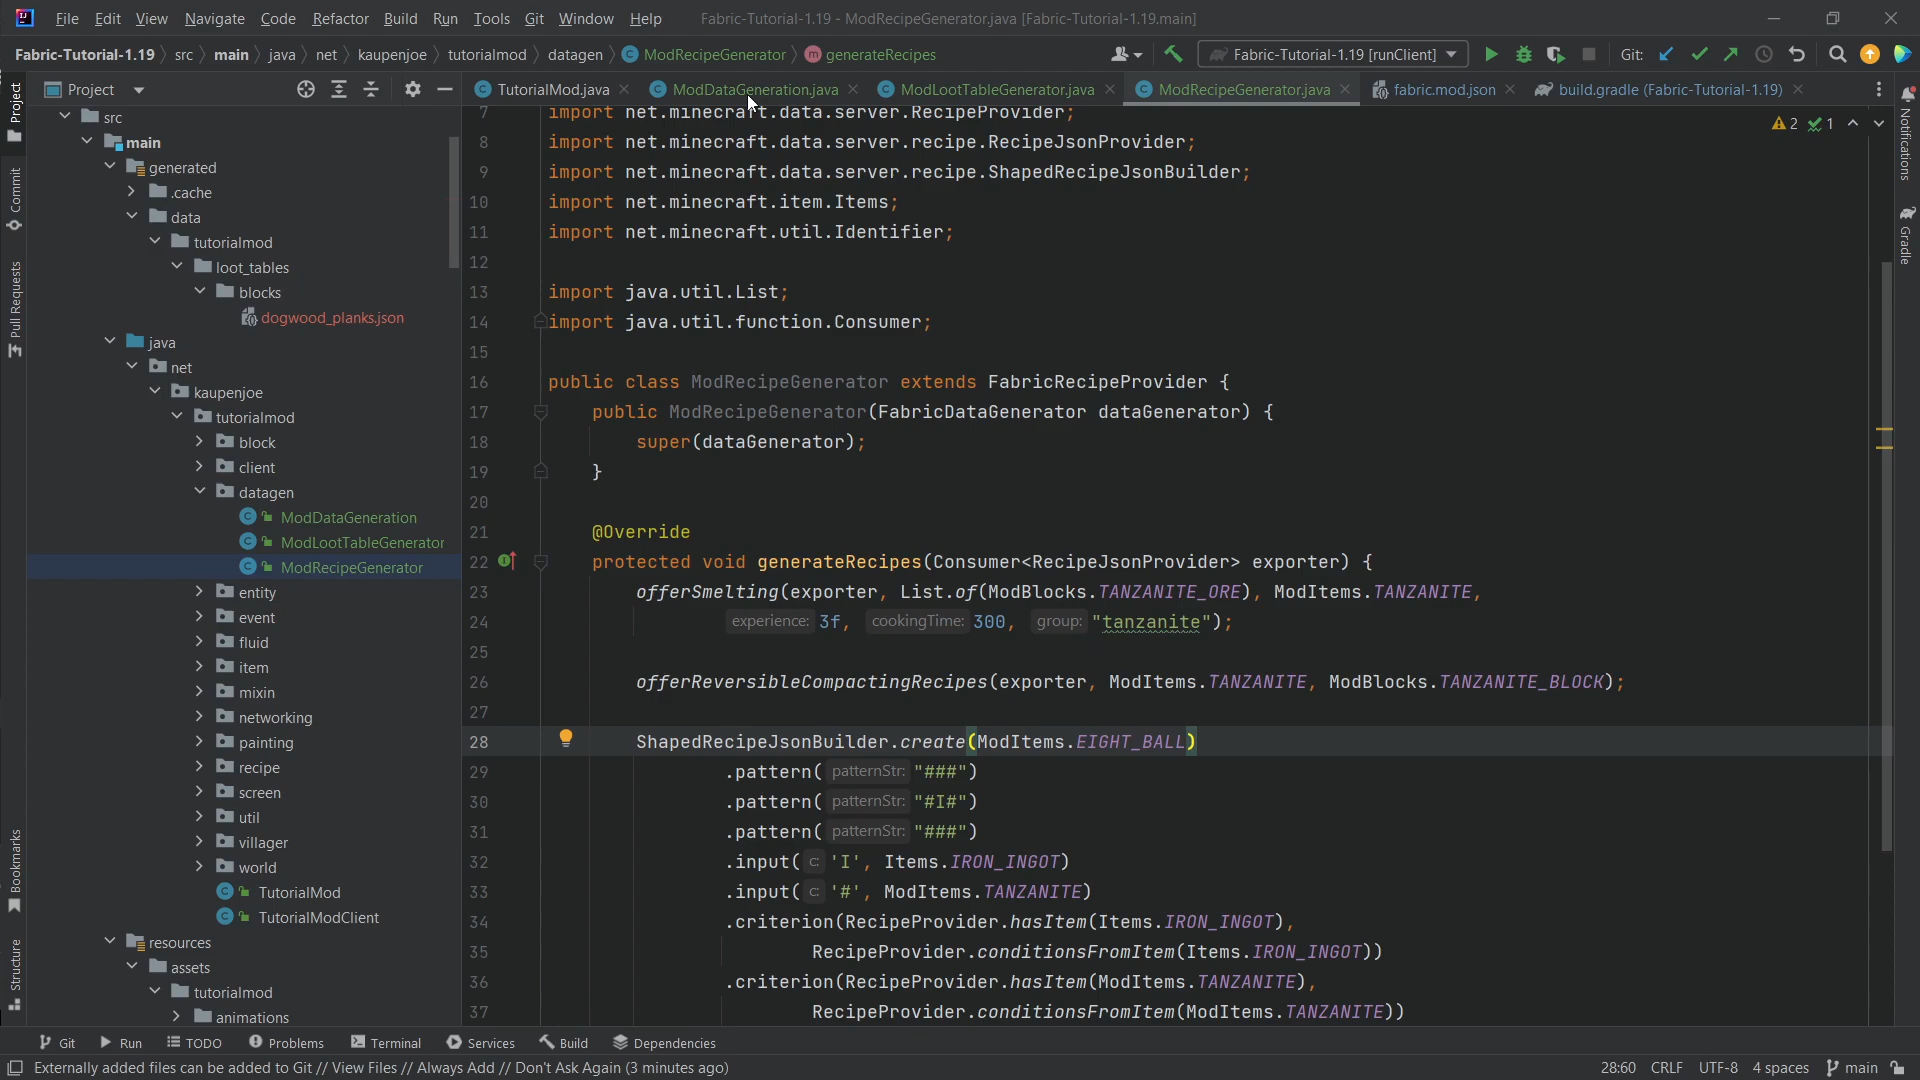 File Edit View Navigate Code Refactor Build Run Tools Git Window Help Fabric-Tutorial-1.19 - ModRecipeGenerator.java [Fabric-Tutorial-1.19.main]
Fabric-Tutorial-1.19 src main java net kaupenjoe tutorialmod datagen ModRecipeGenerator generateRecipes Fabric-Tutorial-1.19 [runClient] Git:
Project TutorialMod.java ModDataGeneration.java ModLootTableGenerator.java ModRecipeGenerator.java fabric.mod.json build.gradle (Fabric-Tutorial-1.19)
2 1
Project
Commit
Pull Requests
Bookmarks
Structure
Notifications
Gradle
src
main
generated
.cache
data
tutorialmod
loot_tables
blocks
dogwood_planks.json
java
net
kaupenjoe
tutorialmod
block
client
datagen
ModDataGeneration
ModLootTableGenerator
ModRecipeGenerator
entity
event
fluid
item
mixin
networking
painting
recipe
screen
util
villager
world
TutorialMod
TutorialModClient
resources
assets
tutorialmod
animations
7 import net.minecraft.data.server.RecipeProvider;
8 import net.minecraft.data.server.recipe.RecipeJsonProvider;
9 import net.minecraft.data.server.recipe.ShapedRecipeJsonBuilder;
10 import net.minecraft.item.Items;
11 import net.minecraft.util.Identifier;
12
13 import java.util.List;
14 import java.util.function.Consumer;
15
16 public class ModRecipeGenerator extends FabricRecipeProvider {
17 public ModRecipeGenerator(FabricDataGenerator dataGenerator) {
18 super(dataGenerator);
19 }
20
21 @Override
22 protected void generateRecipes(Consumer<RecipeJsonProvider> exporter) {
23 offerSmelting(exporter, List.of(ModBlocks.TANZANITE_ORE), ModItems.TANZANITE,
24 experience: 3f, cookingTime: 300, group: "tanzanite");
25
26 offerReversibleCompactingRecipes(exporter, ModItems.TANZANITE, ModBlocks.TANZANITE_BLOCK);
27
28 ShapedRecipeJsonBuilder.create(ModItems.EIGHT_BALL)
29 .pattern( patternStr: "###")
30 .pattern( patternStr: "#I#")
31 .pattern( patternStr: "###")
32 .input( c: 'I', Items.IRON_INGOT)
33 .input( c: '#', ModItems.TANZANITE)
34 .criterion(RecipeProvider.hasItem(Items.IRON_INGOT),
35 RecipeProvider.conditionsFromItem(Items.IRON_INGOT))
36 .criterion(RecipeProvider.hasItem(ModItems.TANZANITE),
37 RecipeProvider.conditionsFromItem(ModItems.TANZANITE))
Git Run TODO Problems Terminal Services Build Dependencies
Externally added files can be added to Git // View Files // Always Add // Don't Ask Again (3 minutes ago) 28:60 CRLF UTF-8 4 spaces main